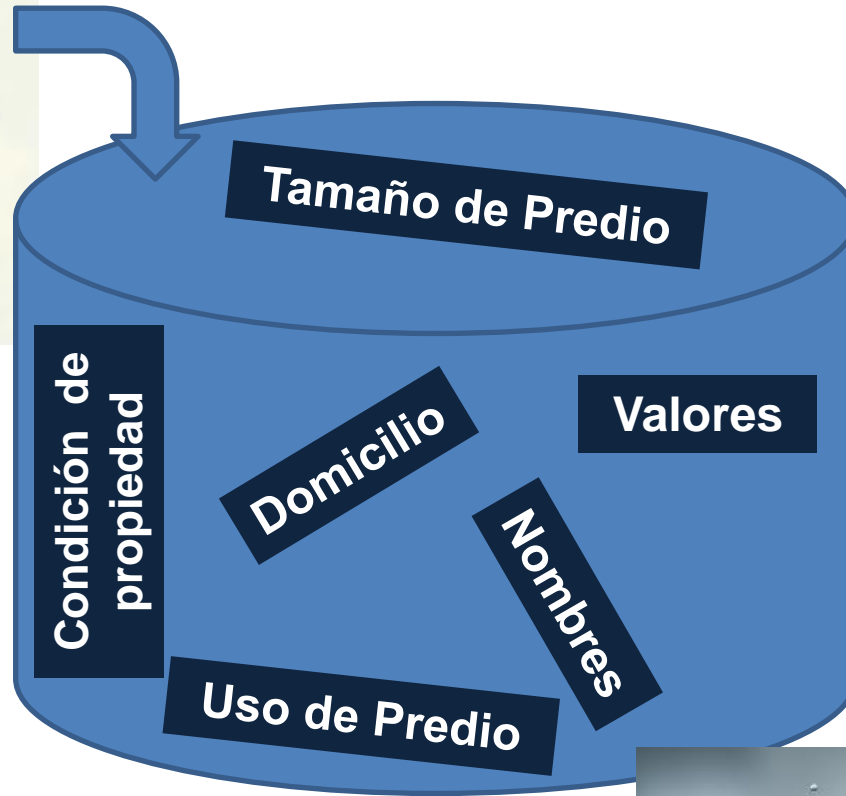 Tamaño de Predio
Condición de
propiedad
Domicilio
Valores
Nombres
Uso de Predio